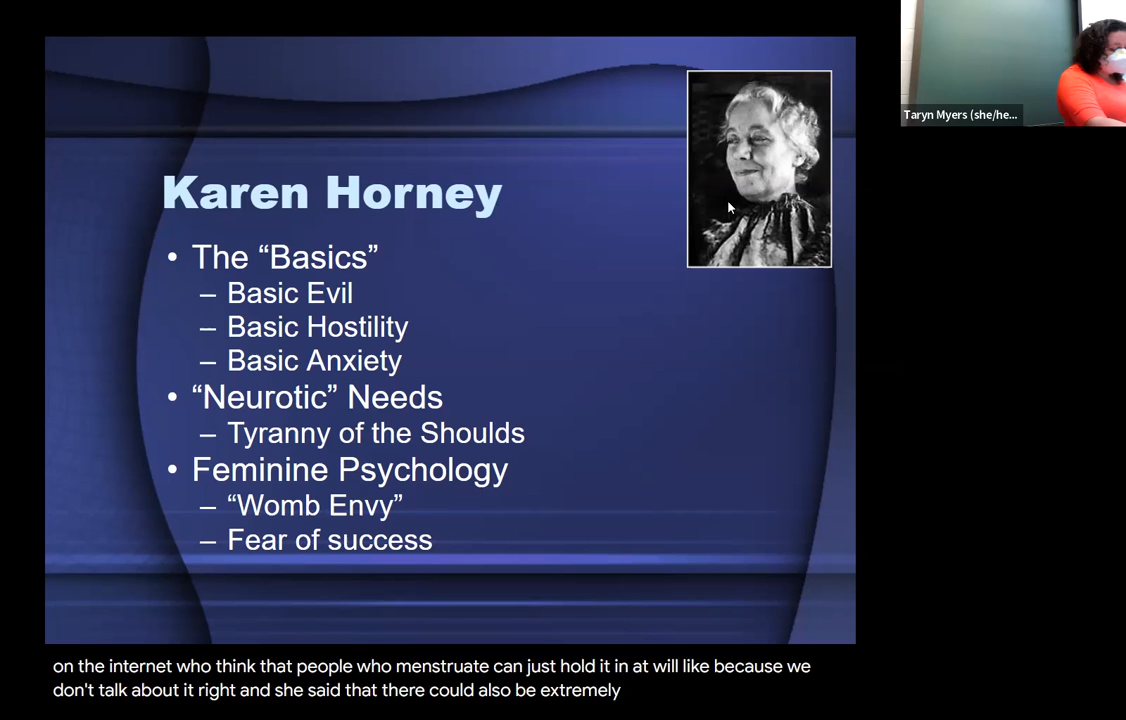 Taryn Myers (she/he...
Karen Horney
• The “Basics”
– Basic Evil
– Basic Hostility
– Basic Anxiety
• “Neurotic” Needs
– Tyranny of the Shoulds
• Feminine Psychology
– “Womb Envy”
– Fear of success
on the internet who think that people who menstruate can just hold it in at will like because we
don't talk about it right and she said that there could also be extremely